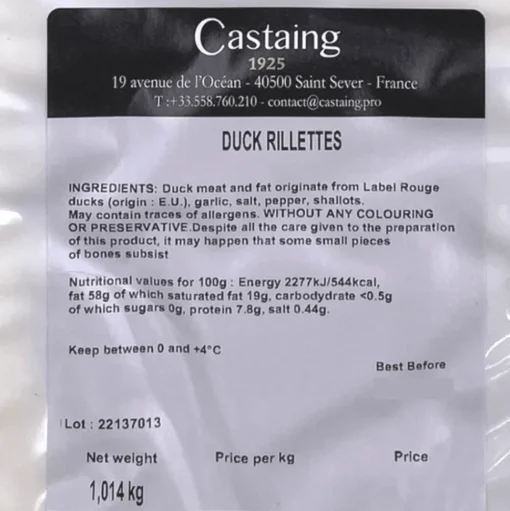 Castaing
1925
19 avenue de l'Océan - 40500 Saint Sever - France
T :+33.558.760.210 - contact@castaing.pro
DUCK RILLETTES
INGREDIENTS: Duck meat and fat originate from Label Rouge
ducks (origin : E.U.), garlic, salt, pepper, shallots.
May contain traces of allergens. WITHOUT ANY COLOURING
OR PRESERVATIVE.Despite all the care given to the preparation
of this product, it may happen that some small pieces
of bones subsist
Nutritional values for 100g : Energy 2277kJ/544kcal,
fat 58g of which saturated fat 19g, carbodydrate <0.5g
of which sugars 0g, protein 7.8g, salt 0.44g.
Keep between 0 and +4°C
Best Before
Lot : 22137013
Net weight Price per kg Price
1,014 kg